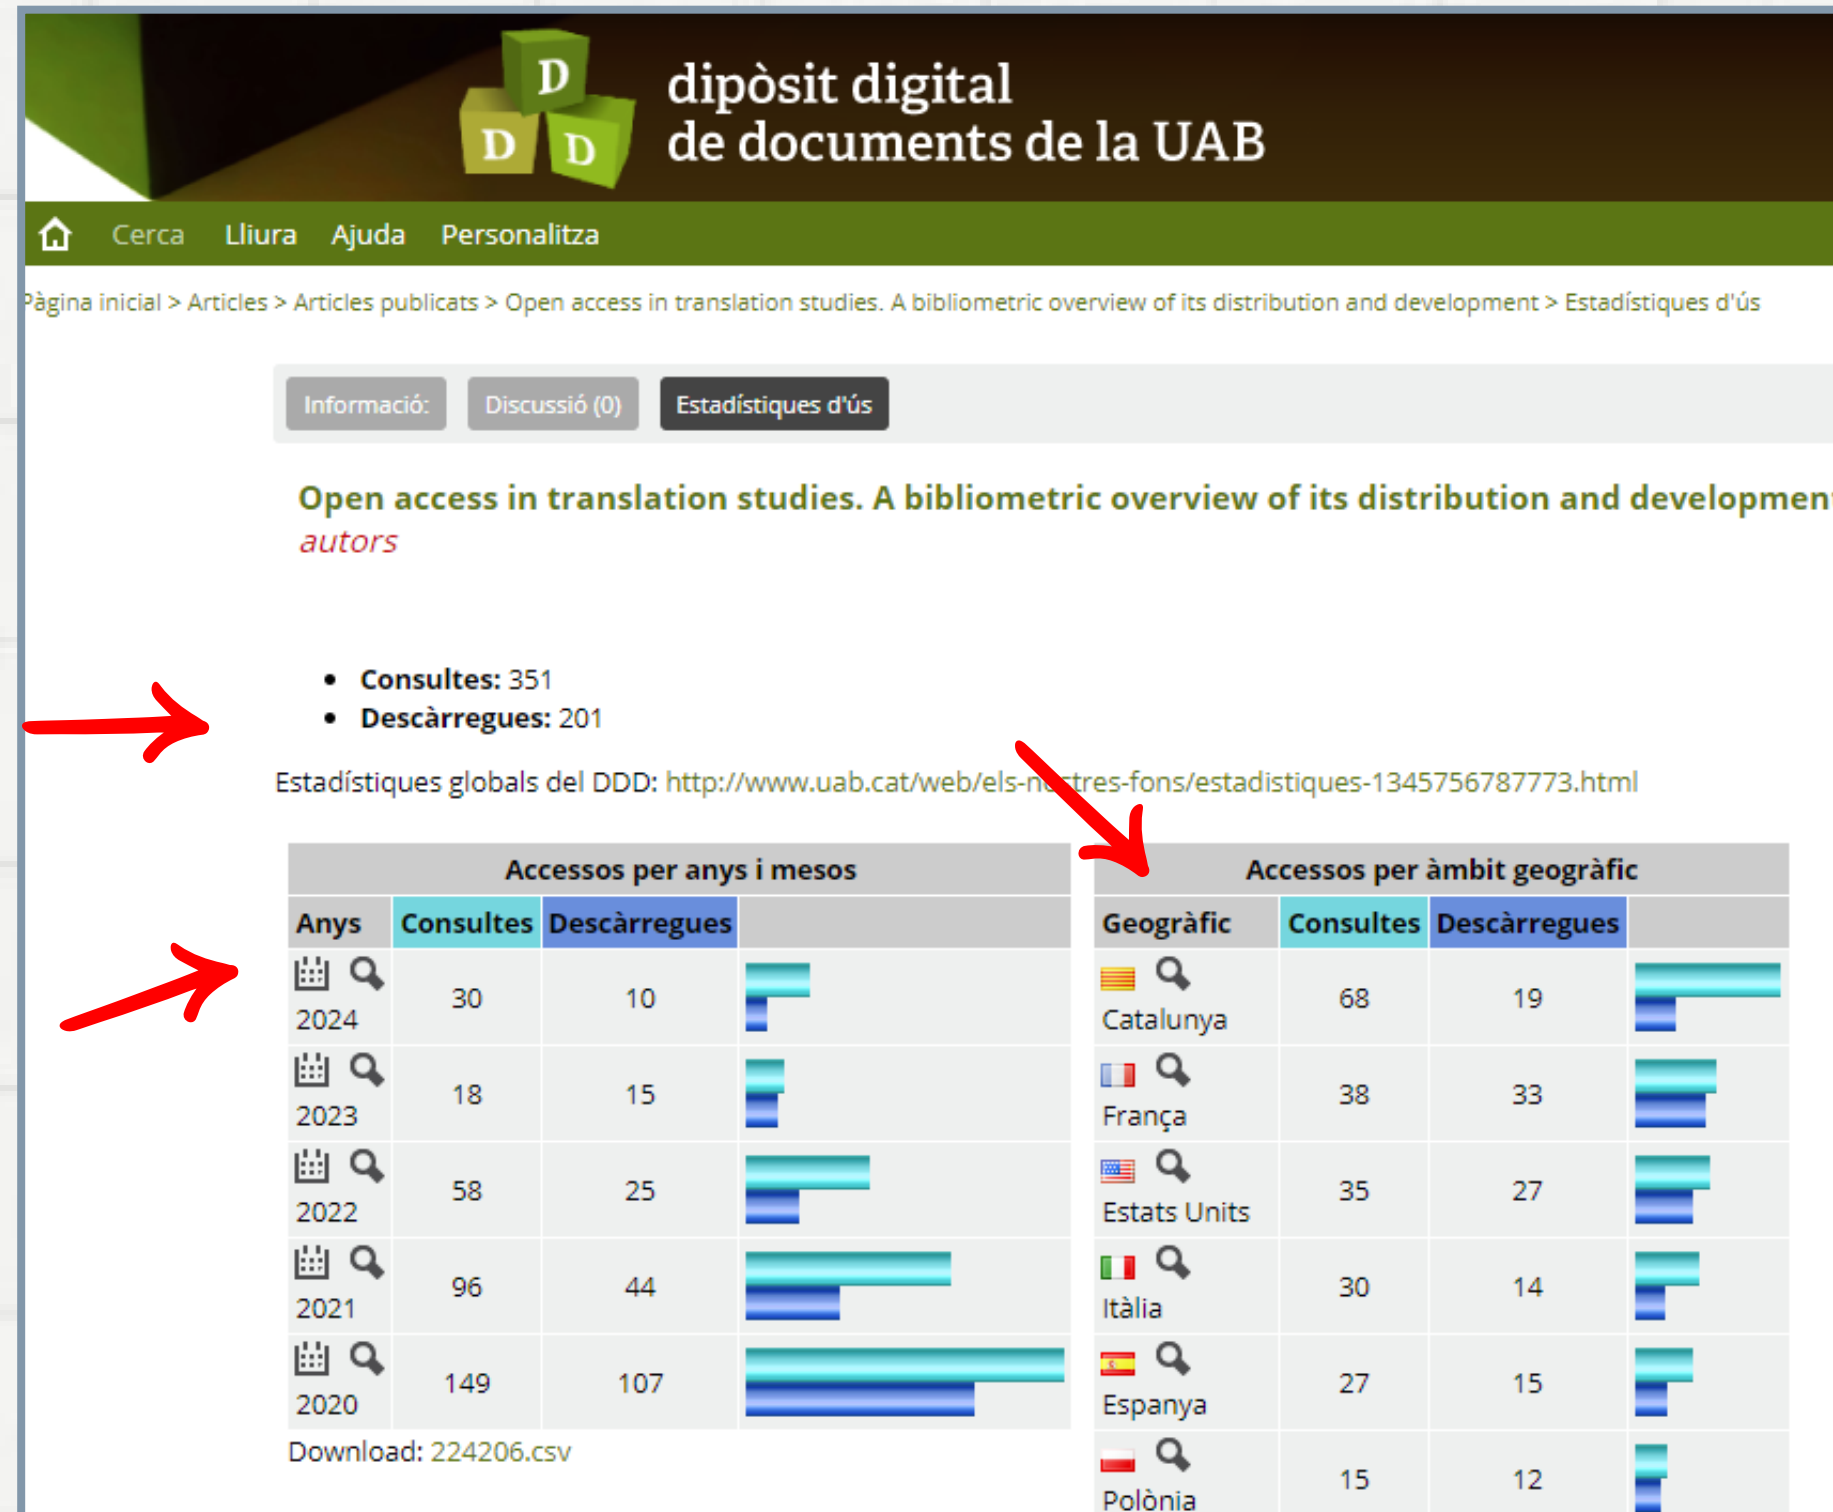 D
D D
dipòsit digital
de documents de la UAB
Cerca Lliura Ajuda Personalitza
Pàgina inicial > Articles > Articles publicats > Open access in translation studies. A bibliometric overview of its distribution and development > Estadístiques d'ús
Informació: Discussió (0) Estadístiques d'ús
Open access in translation studies. A bibliometric overview of its distribution and development
autors
• Consultes: 351
• Descàrregues: 201
Estadístiques globals del DDD: http://www.uab.cat/web/els-nostres-fons/estadistiques-1345756787773.html
Accessos per anys i mesos
Anys Consultes Descàrregues
2024 30 10
2023 18 15
2022 58 25
2021 96 44
2020 149 107
Download: 224206.csv
Accessos per àmbit geogràfic
Geogràfic Consultes Descàrregues
Catalunya 68 19
França 38 33
Estats Units 35 27
Itàlia 30 14
Espanya 27 15
Polònia 15 12